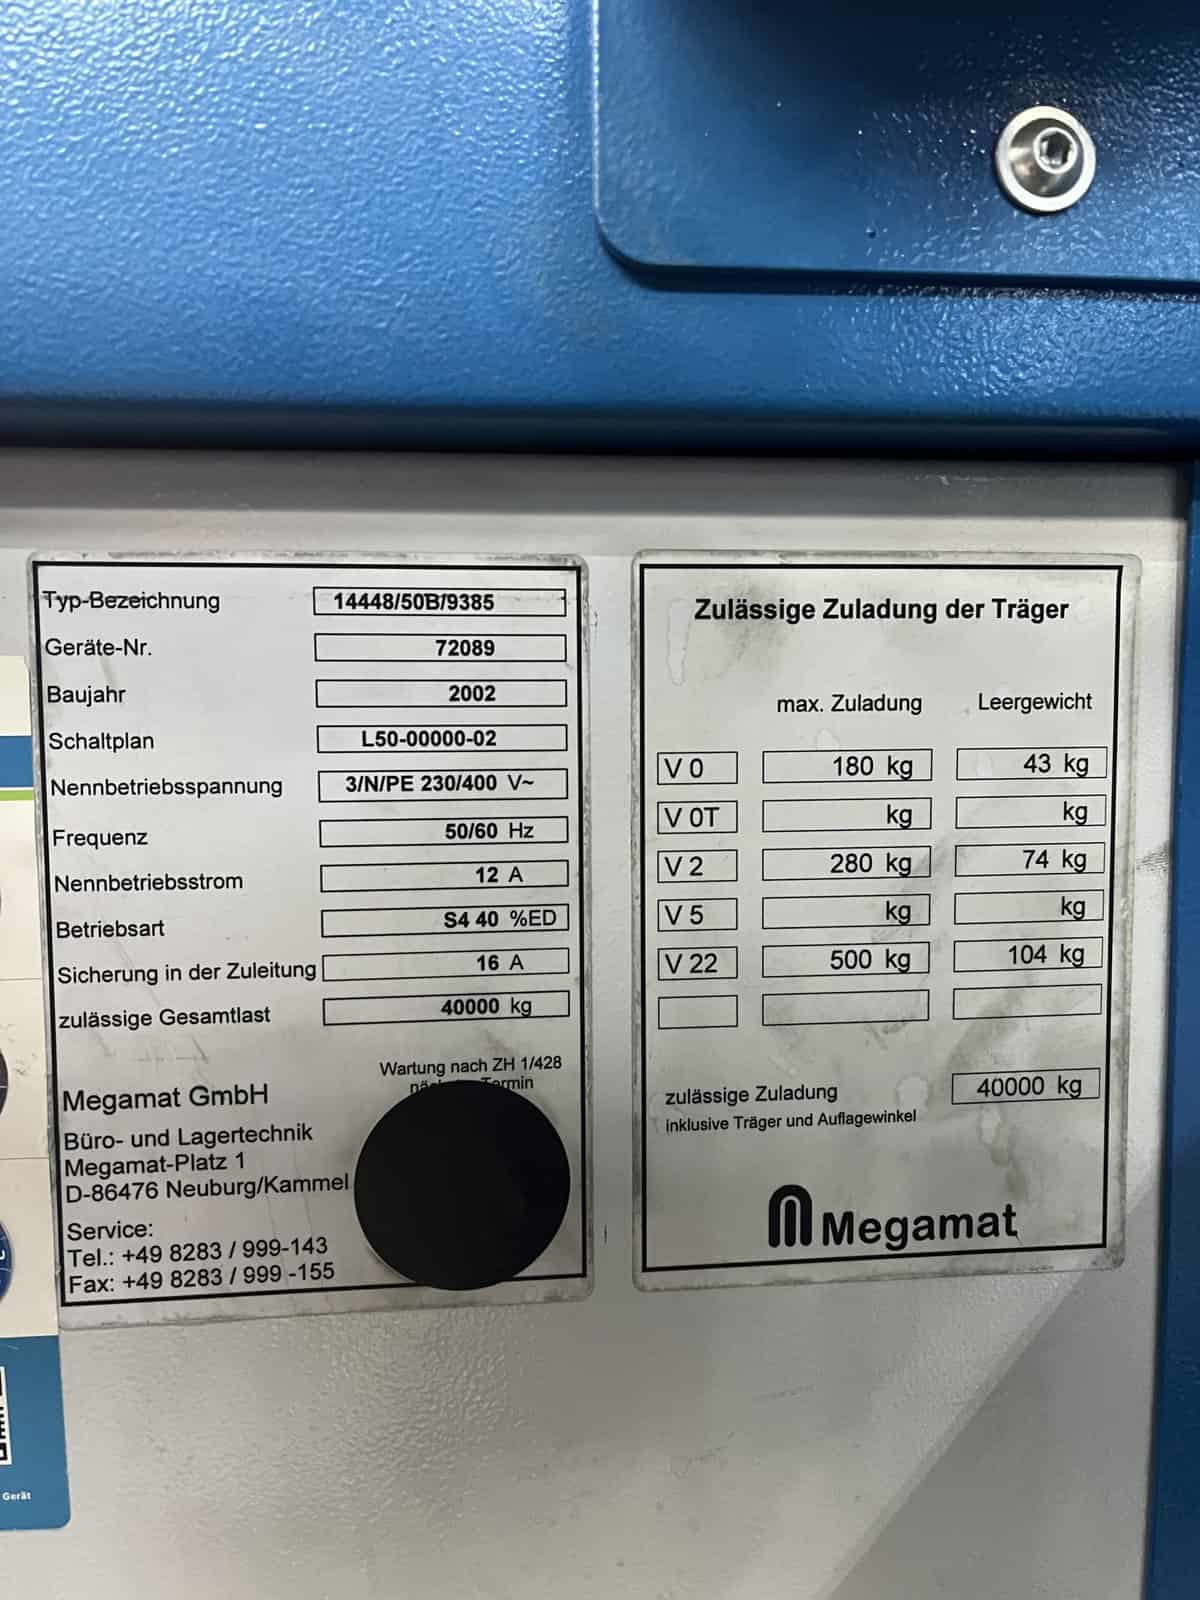 Typ-Bezeichnung 14448/50B/9385
Geräte-Nr. 72089
Baujahr 2002
Schaltplan L50-00000-02
Nennbetriebsspannung 3/N/PE 230/400 V~
Frequenz 50/60 Hz
Nennbetriebsstrom 12 A
Betriebsart S4 40 %ED
Sicherung in der Zuleitung 16 A
zulässige Gesamtlast 40000 kg
Wartung nach ZH 1/428
Megamat GmbH
Büro- und Lagertechnik
Megamat-Platz 1
D-86476 Neuburg/Kammel
Service:
Tel.: +49 8283 / 999-143
Fax: +49 8283 / 999 -155
Zulässige Zuladung der Träger
max. Zuladung Leergewicht
V 0 180 kg 43 kg
V 0T kg kg
V 2 280 kg 74 kg
V 5 kg kg
V 22 500 kg 104 kg
zulässige Zuladung 40000 kg
inklusive Träger und Auflagewinkel
Megamat
Gerät